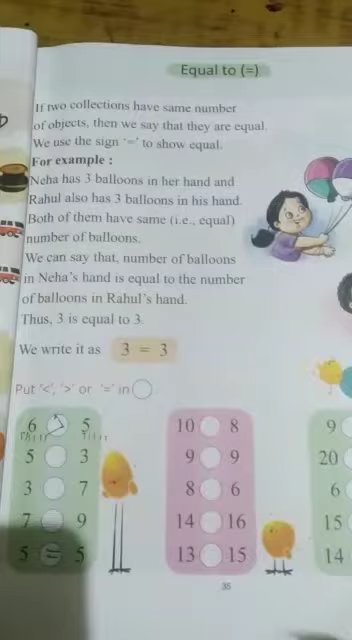 Equal to (=)
If two collections have same number
of objects, then we say that they are equal.
We use the sign '=' to show equal.
For example :
Neha has 3 balloons in her hand and
Rahul also has 3 balloons in his hand.
Both of them have same (i.e., equal)
number of balloons.
We can say that, number of balloons
in Neha's hand is equal to the number
of balloons in Rahul's hand.
Thus, 3 is equal to 3.
We write it as 3 = 3
Put '<', '>' or '=' in
6 > 5
5 3
3 7
7 9
5 = 5
10 8
9 9
8 6
14 16
13 15
9
20
6
15
14
35